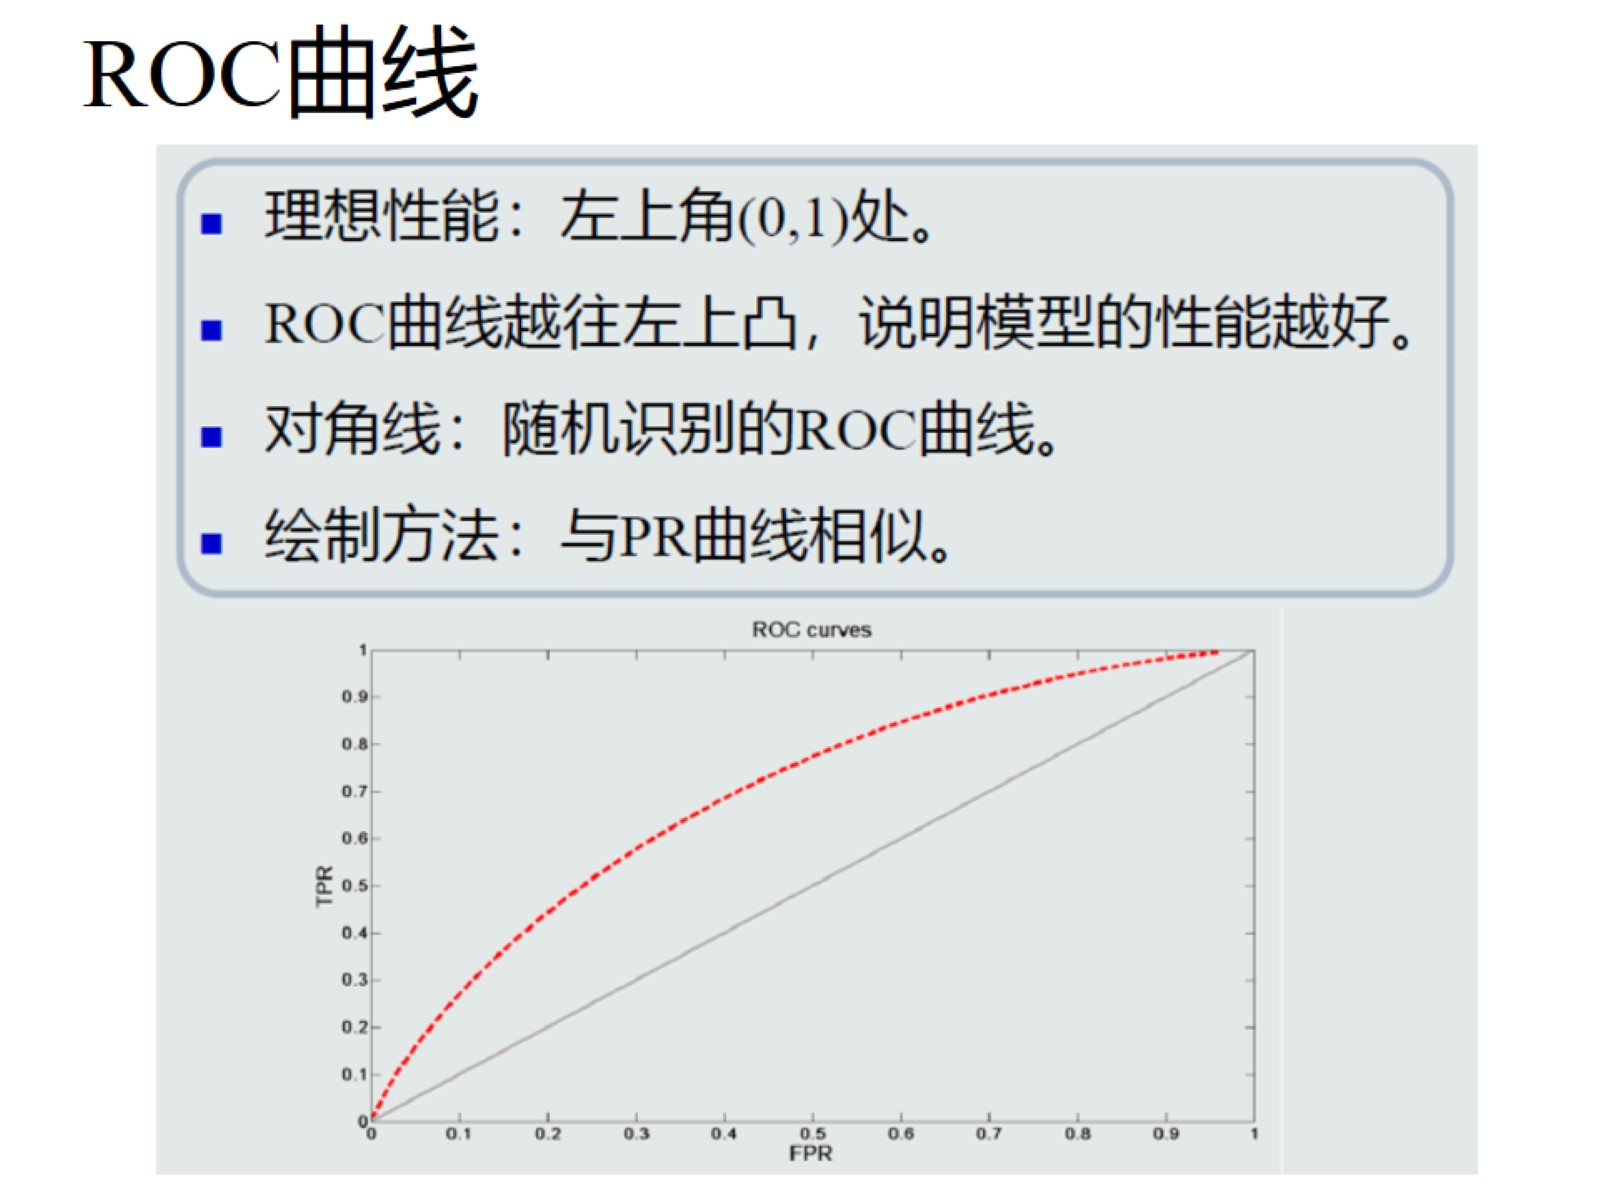 ROC曲线
理想性能：左上角(0,1)处。
ROC曲线越往左上凸，说明模型的性能越好。
对角线：随机识别的ROC曲线。
绘制方法：与PR曲线相似。
ROC curves
1
0.9
0.8
0.7
0.6
0.5
0.4
0.3
0.2
0.1
0
TPR
0 0.1 0.2 0.3 0.4 0.5 0.6 0.7 0.8 0.9 1
FPR